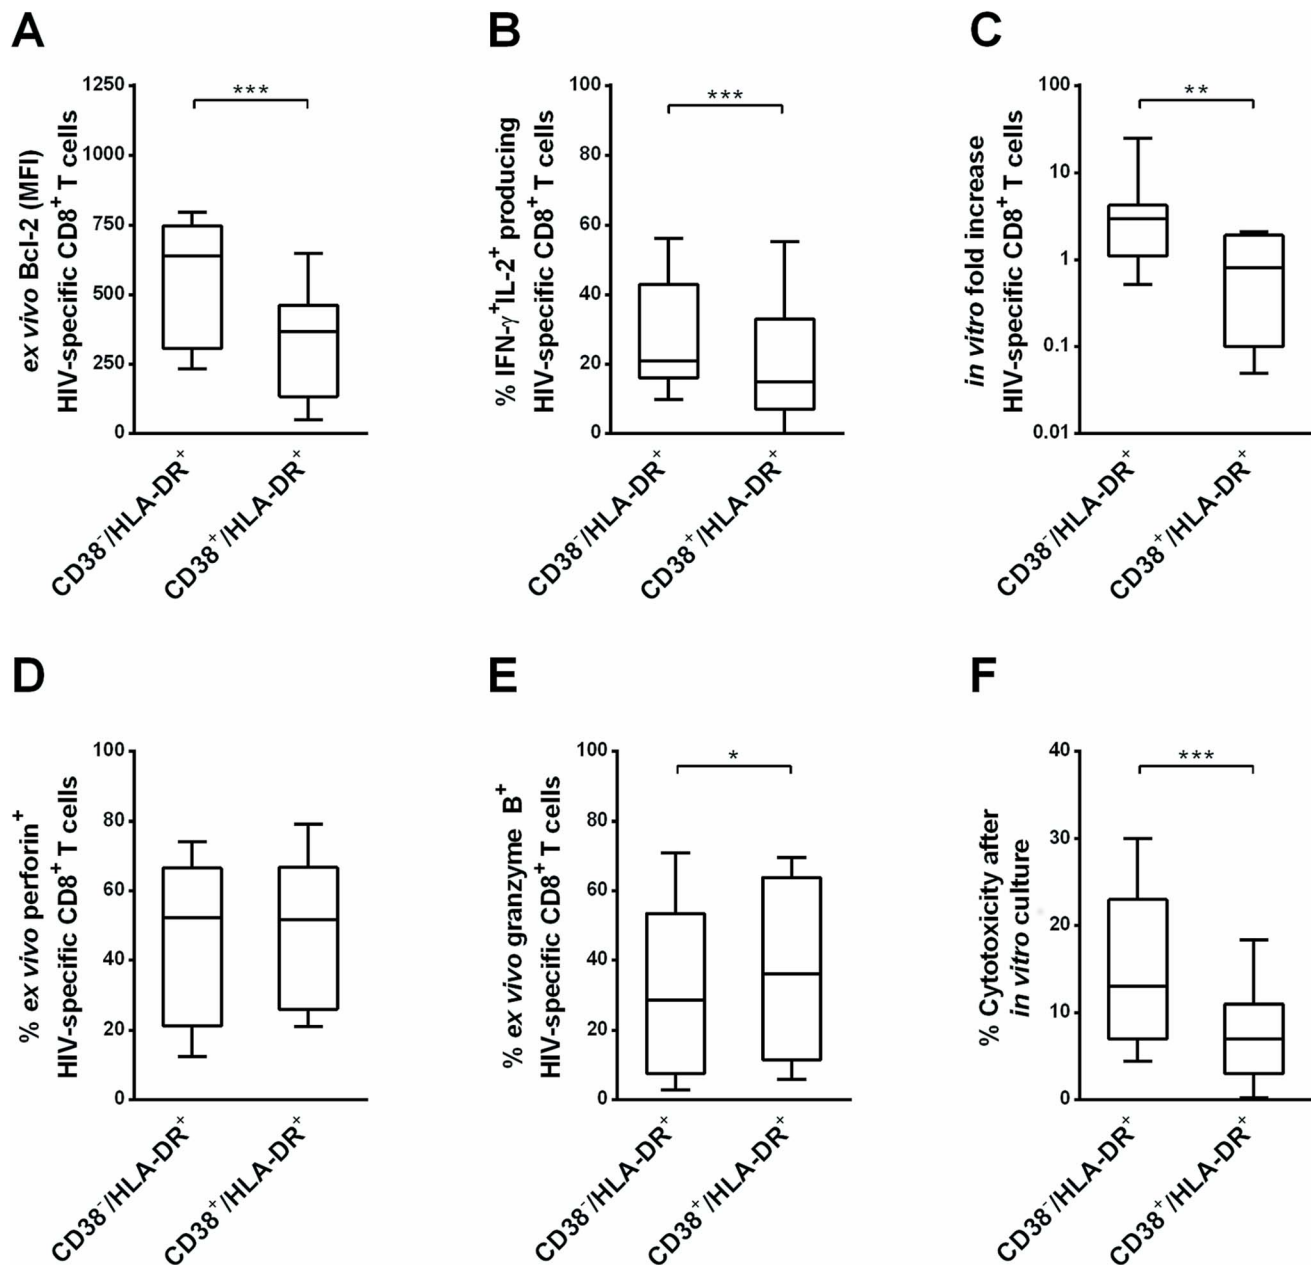 A
ex vivo Bcl-2 (MFI)
HIV-specific CD8⁺ T cells
1250
1000
750
500
250
0
***
CD38⁻/HLA-DR⁺
CD38⁺/HLA-DR⁺
B
% IFN-γ⁺IL-2⁺ producing
HIV-specific CD8⁺ T cells
100
80
60
40
20
0
***
CD38⁻/HLA-DR⁺
CD38⁺/HLA-DR⁺
C
in vitro fold increase
HIV-specific CD8⁺ T cells
100
10
1
0.1
0.01
**
CD38⁻/HLA-DR⁺
CD38⁺/HLA-DR⁺
D
% ex vivo perforin⁺
HIV-specific CD8⁺ T cells
100
80
60
40
20
0
CD38⁻/HLA-DR⁺
CD38⁺/HLA-DR⁺
E
% ex vivo granzyme B⁺
HIV-specific CD8⁺ T cells
100
80
60
40
20
0
*
CD38⁻/HLA-DR⁺
CD38⁺/HLA-DR⁺
F
% Cytotoxicity after
in vitro culture
40
30
20
10
0
***
CD38⁻/HLA-DR⁺
CD38⁺/HLA-DR⁺